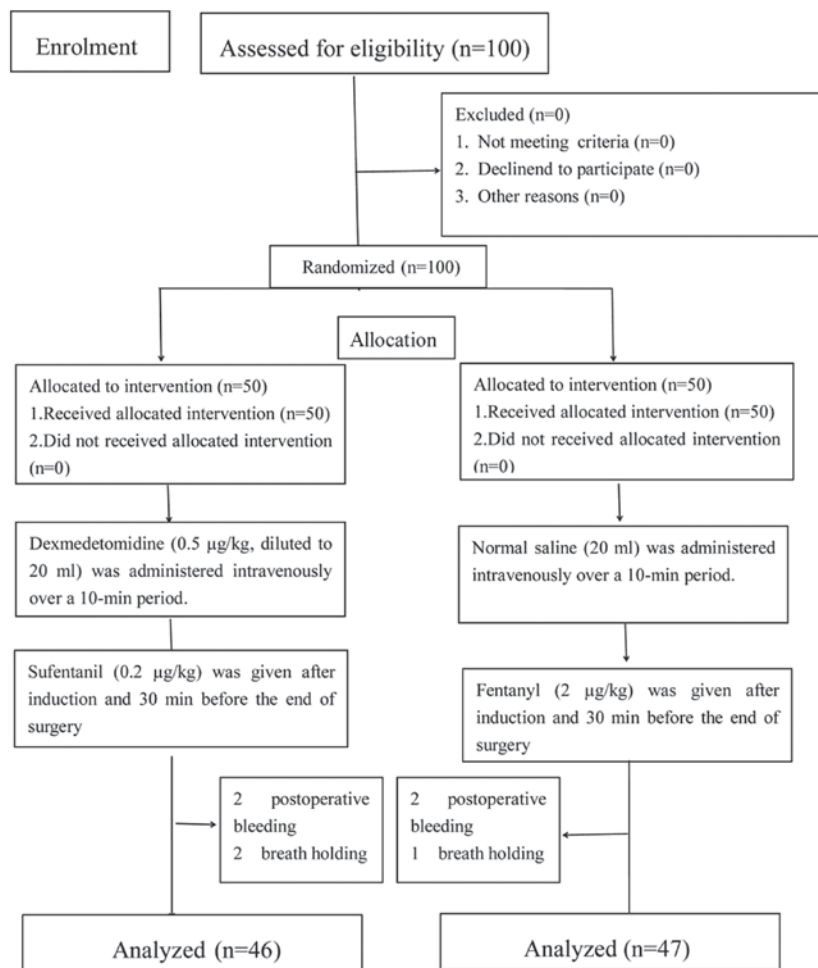 Enrolment
Assessed for eligibility (n=100)
Excluded (n=0)
1. Not meeting criteria (n=0)
2. Declinend to participate (n=0)
3. Other reasons (n=0)
Randomized (n=100)
Allocation
Allocated to intervention (n=50)
1.Received allocated intervention (n=50)
2.Did not received allocated intervention
(n=0)
Allocated to intervention (n=50)
1.Received allocated intervention (n=50)
2.Did not received allocated intervention
(n=0)
Dexmedetomidine (0.5 µg/kg, diluted to
20 ml) was administered intravenously
over a 10-min period.
Normal saline (20 ml) was administered
intravenously over a 10-min period.
Sufentanil (0.2 µg/kg) was given after
induction and 30 min before the end of
surgery
Fentanyl (2 µg/kg) was given after
induction and 30 min before the end of
surgery
2 postoperative
bleeding
2 breath holding
2 postoperative
bleeding
1 breath holding
Analyzed (n=46)
Analyzed (n=47)